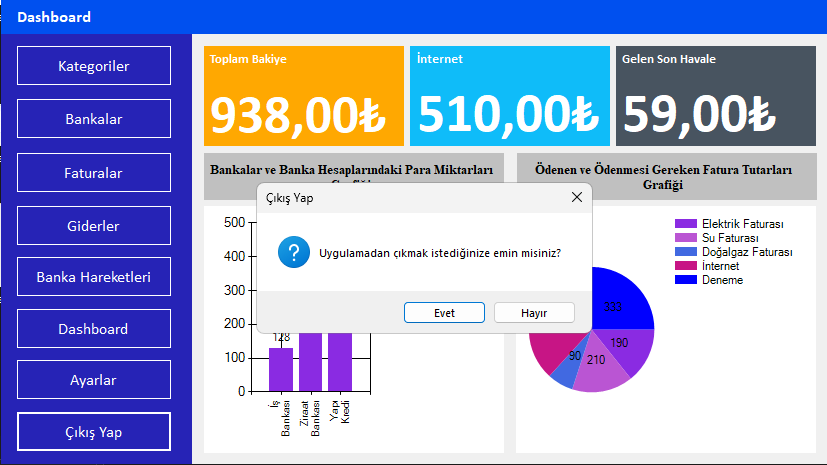 Dashboard
Kategoriler
Bankalar
Faturalar
Giderler
Banka Hareketleri
Dashboard
Ayarlar
Çıkış Yap
Toplam Bakiye
938,00₺
İnternet
510,00₺
Gelen Son Havale
59,00₺
Bankalar ve Banka Hesaplarındaki Para Miktarları
Ödenen ve Ödenmesi Gereken Fatura Tutarları
Grafiği
Çıkış Yap
Uygulamadan çıkmak istediğinize emin misiniz?
Evet
Hayır
500
400
300
200
100
0
128
İş
Bankası
Ziraat
Bankası
Yapı
Kredi
Elektrik Faturası
Su Faturası
Doğalgaz Faturası
İnternet
Deneme
333
190
210
90